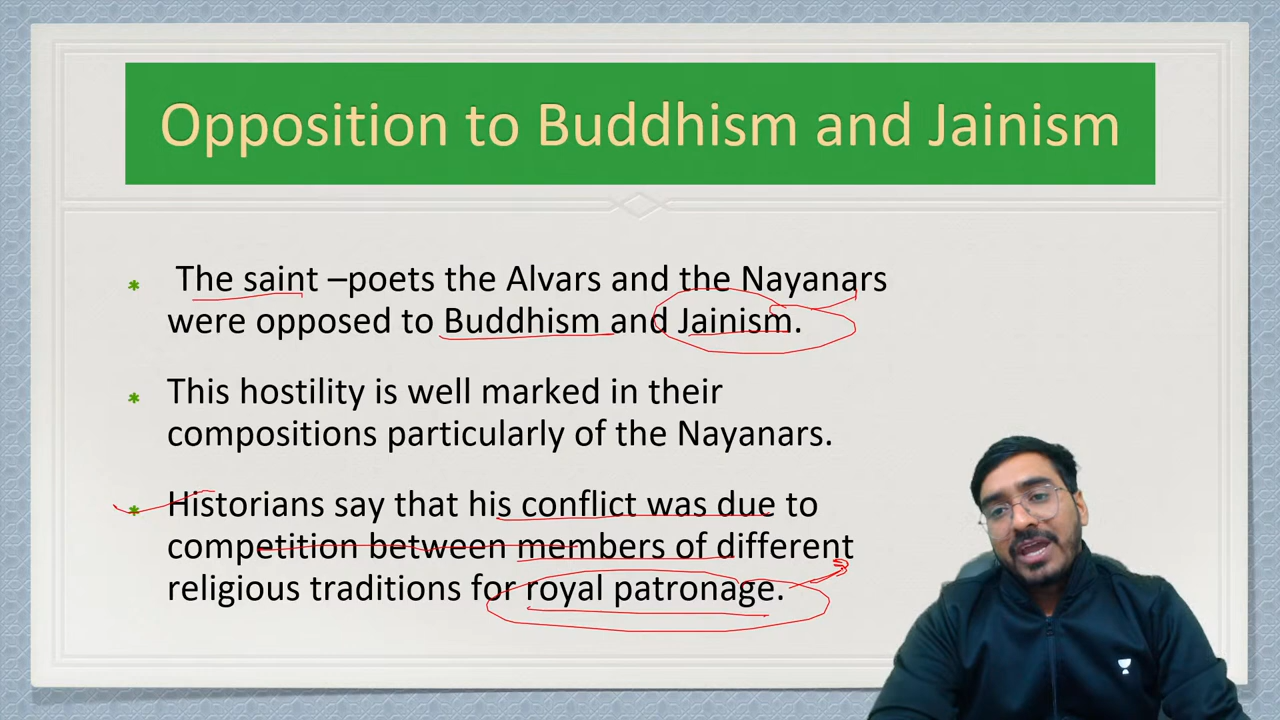 Opposition to Buddhism and Jainism
The saint –poets the Alvars and the Nayanars
were opposed to Buddhism and Jainism.
This hostility is well marked in their
compositions particularly of the Nayanars.
Historians say that his conflict was due to
competition between members of different
religious traditions for royal patronage.